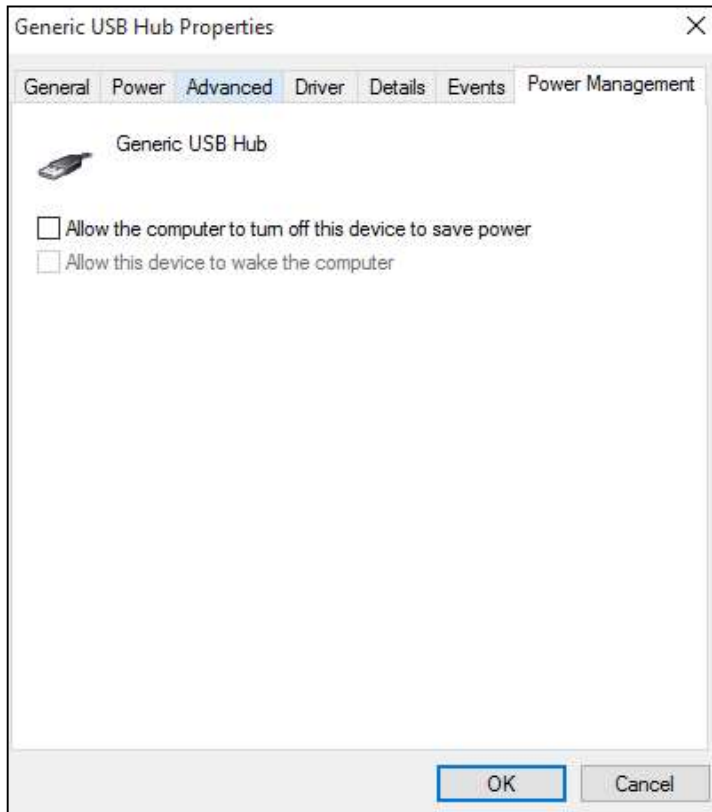 Generic USB Hub Properties
General Power Advanced Driver Details Events Power Management
Generic USB Hub
Allow the computer to turn off this device to save power
Allow this device to wake the computer
OK Cancel